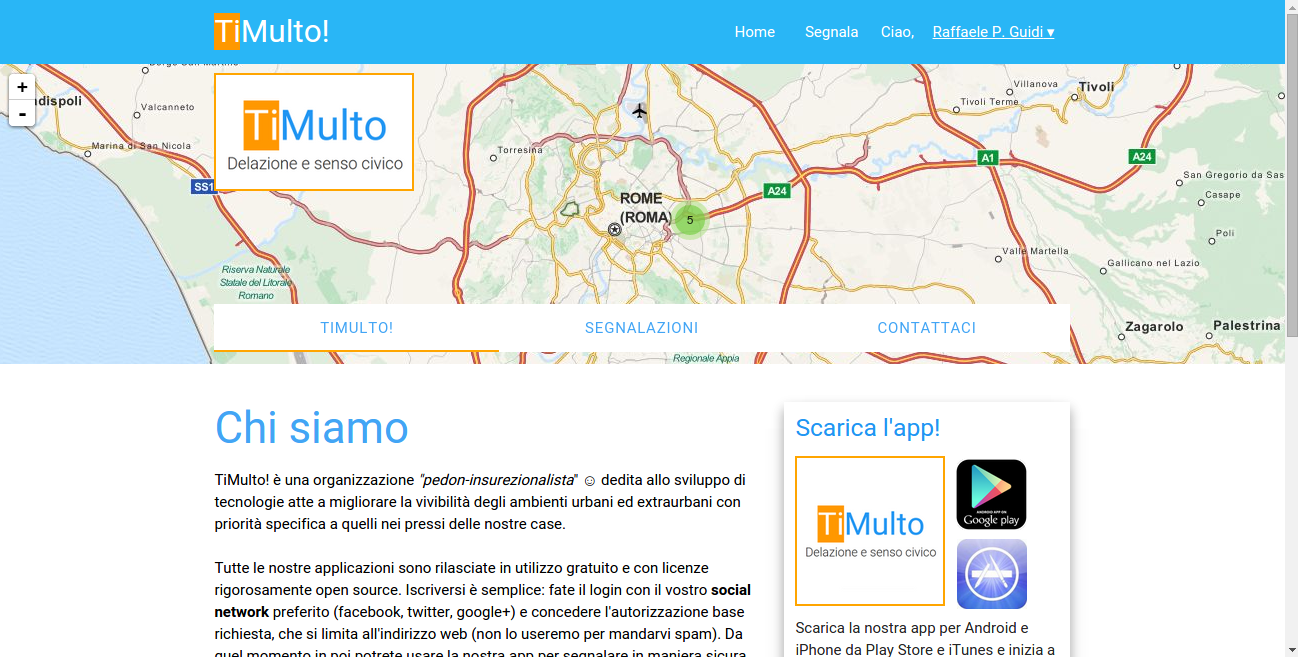 TiMulto!
Home Segnala Ciao, Raffaele P. Guidi ▾
+
-
Valcanneto
Marina di San Nicola
SS1
TiMulto
Delazione e senso civico
Torresina
ROME
(ROMA)
5
A24
A1
A24
Villanova
Tivoli
Tivoli Terme
San Gregorio da Sas
Casape
Poli
Valle Martella
Gallicano nel Lazio
Zagarolo
Palestrina
Riserva Naturale
Statale del Litorale
Romano
Regionale Appia
TIMULTO!
SEGNALAZIONI
CONTATTACI
Chi siamo
TiMulto! è una organizzazione "pedon-insurezionalista" ☺ dedita allo sviluppo di
tecnologie atte a migliorare la vivibilità degli ambienti urbani ed extraurbani con
priorità specifica a quelli nei pressi delle nostre case.
Tutte le nostre applicazioni sono rilasciate in utilizzo gratuito e con licenze
rigorosamente open source. Iscriversi è semplice: fate il login con il vostro social
network preferito (facebook, twitter, google+) e concedere l'autorizzazione base
richiesta, che si limita all'indirizzo web (non lo useremo per mandarvi spam). Da
quel momento in poi potrete usare la nostra app per segnalare in maniera sicura
Scarica l'app!
TiMulto
Delazione e senso civico
ANDROID APP ON
Google play
Scarica la nostra app per Android e
iPhone da Play Store e iTunes e inizia a